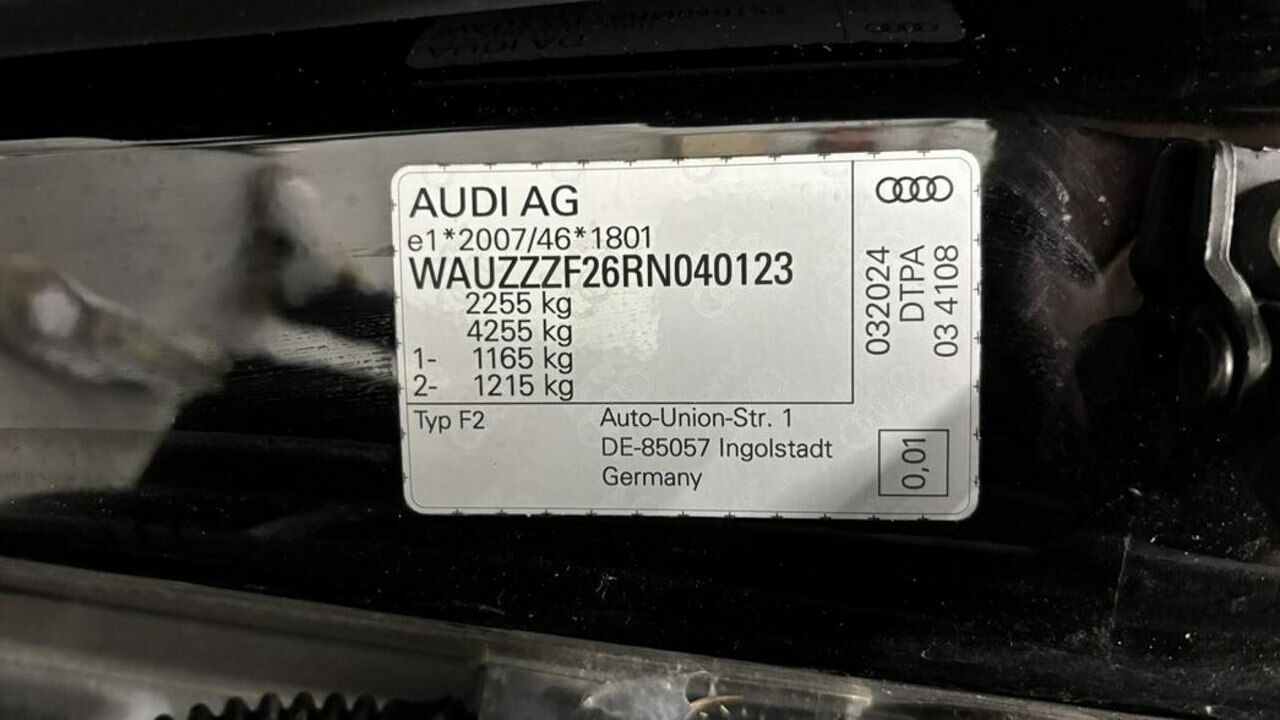 AUDI AG
e1*2007/46*1801
WAUZZZF26RN040123
2255 kg
4255 kg
1- 1165 kg
2- 1215 kg
Typ F2
Auto-Union-Str. 1
DE-85057 Ingolstadt
Germany
032024
DTPA
03 4108
0,01